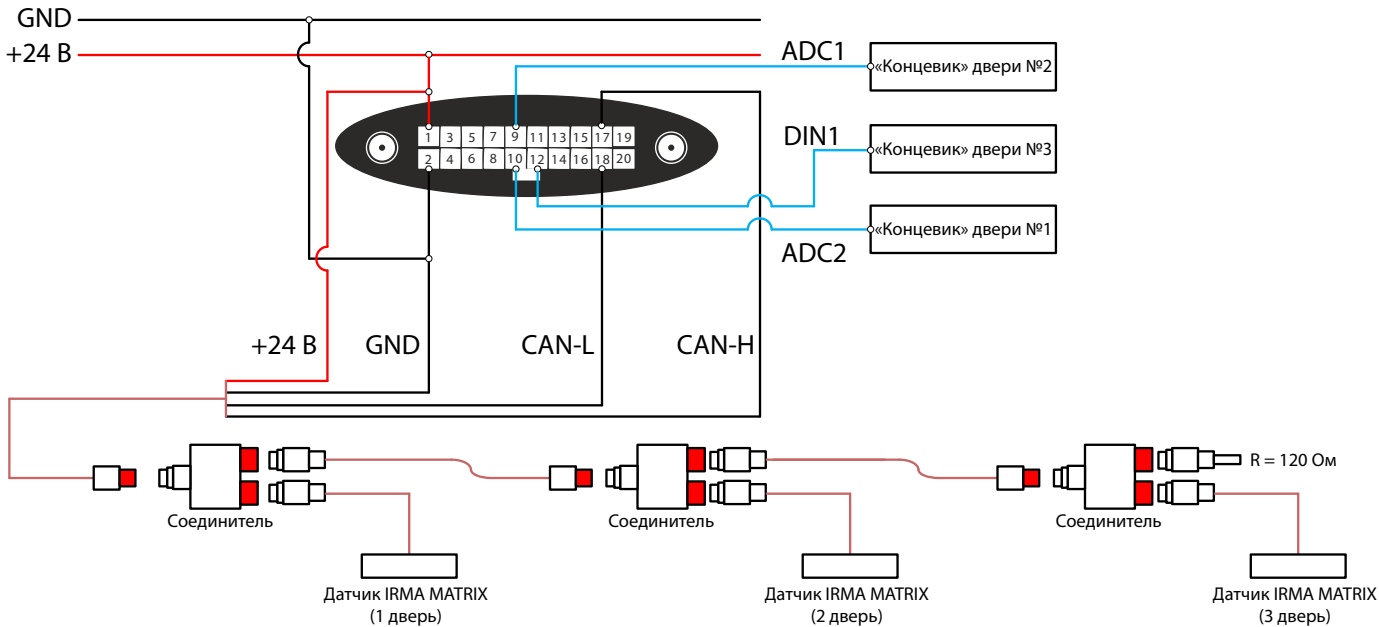 GND
+24 В
ADC1
«Концевик» двери №2
1 3 5 7 9 11 13 15 17 19
2 4 6 8 10 12 14 16 18 20
DIN1
«Концевик» двери №3
«Концевик» двери №1
ADC2
+24 В
GND
CAN-L
CAN-H
R = 120 Ом
Соединитель
Соединитель
Соединитель
Датчик IRMA MATRIX
(1 дверь)
Датчик IRMA MATRIX
(2 дверь)
Датчик IRMA MATRIX
(3 дверь)